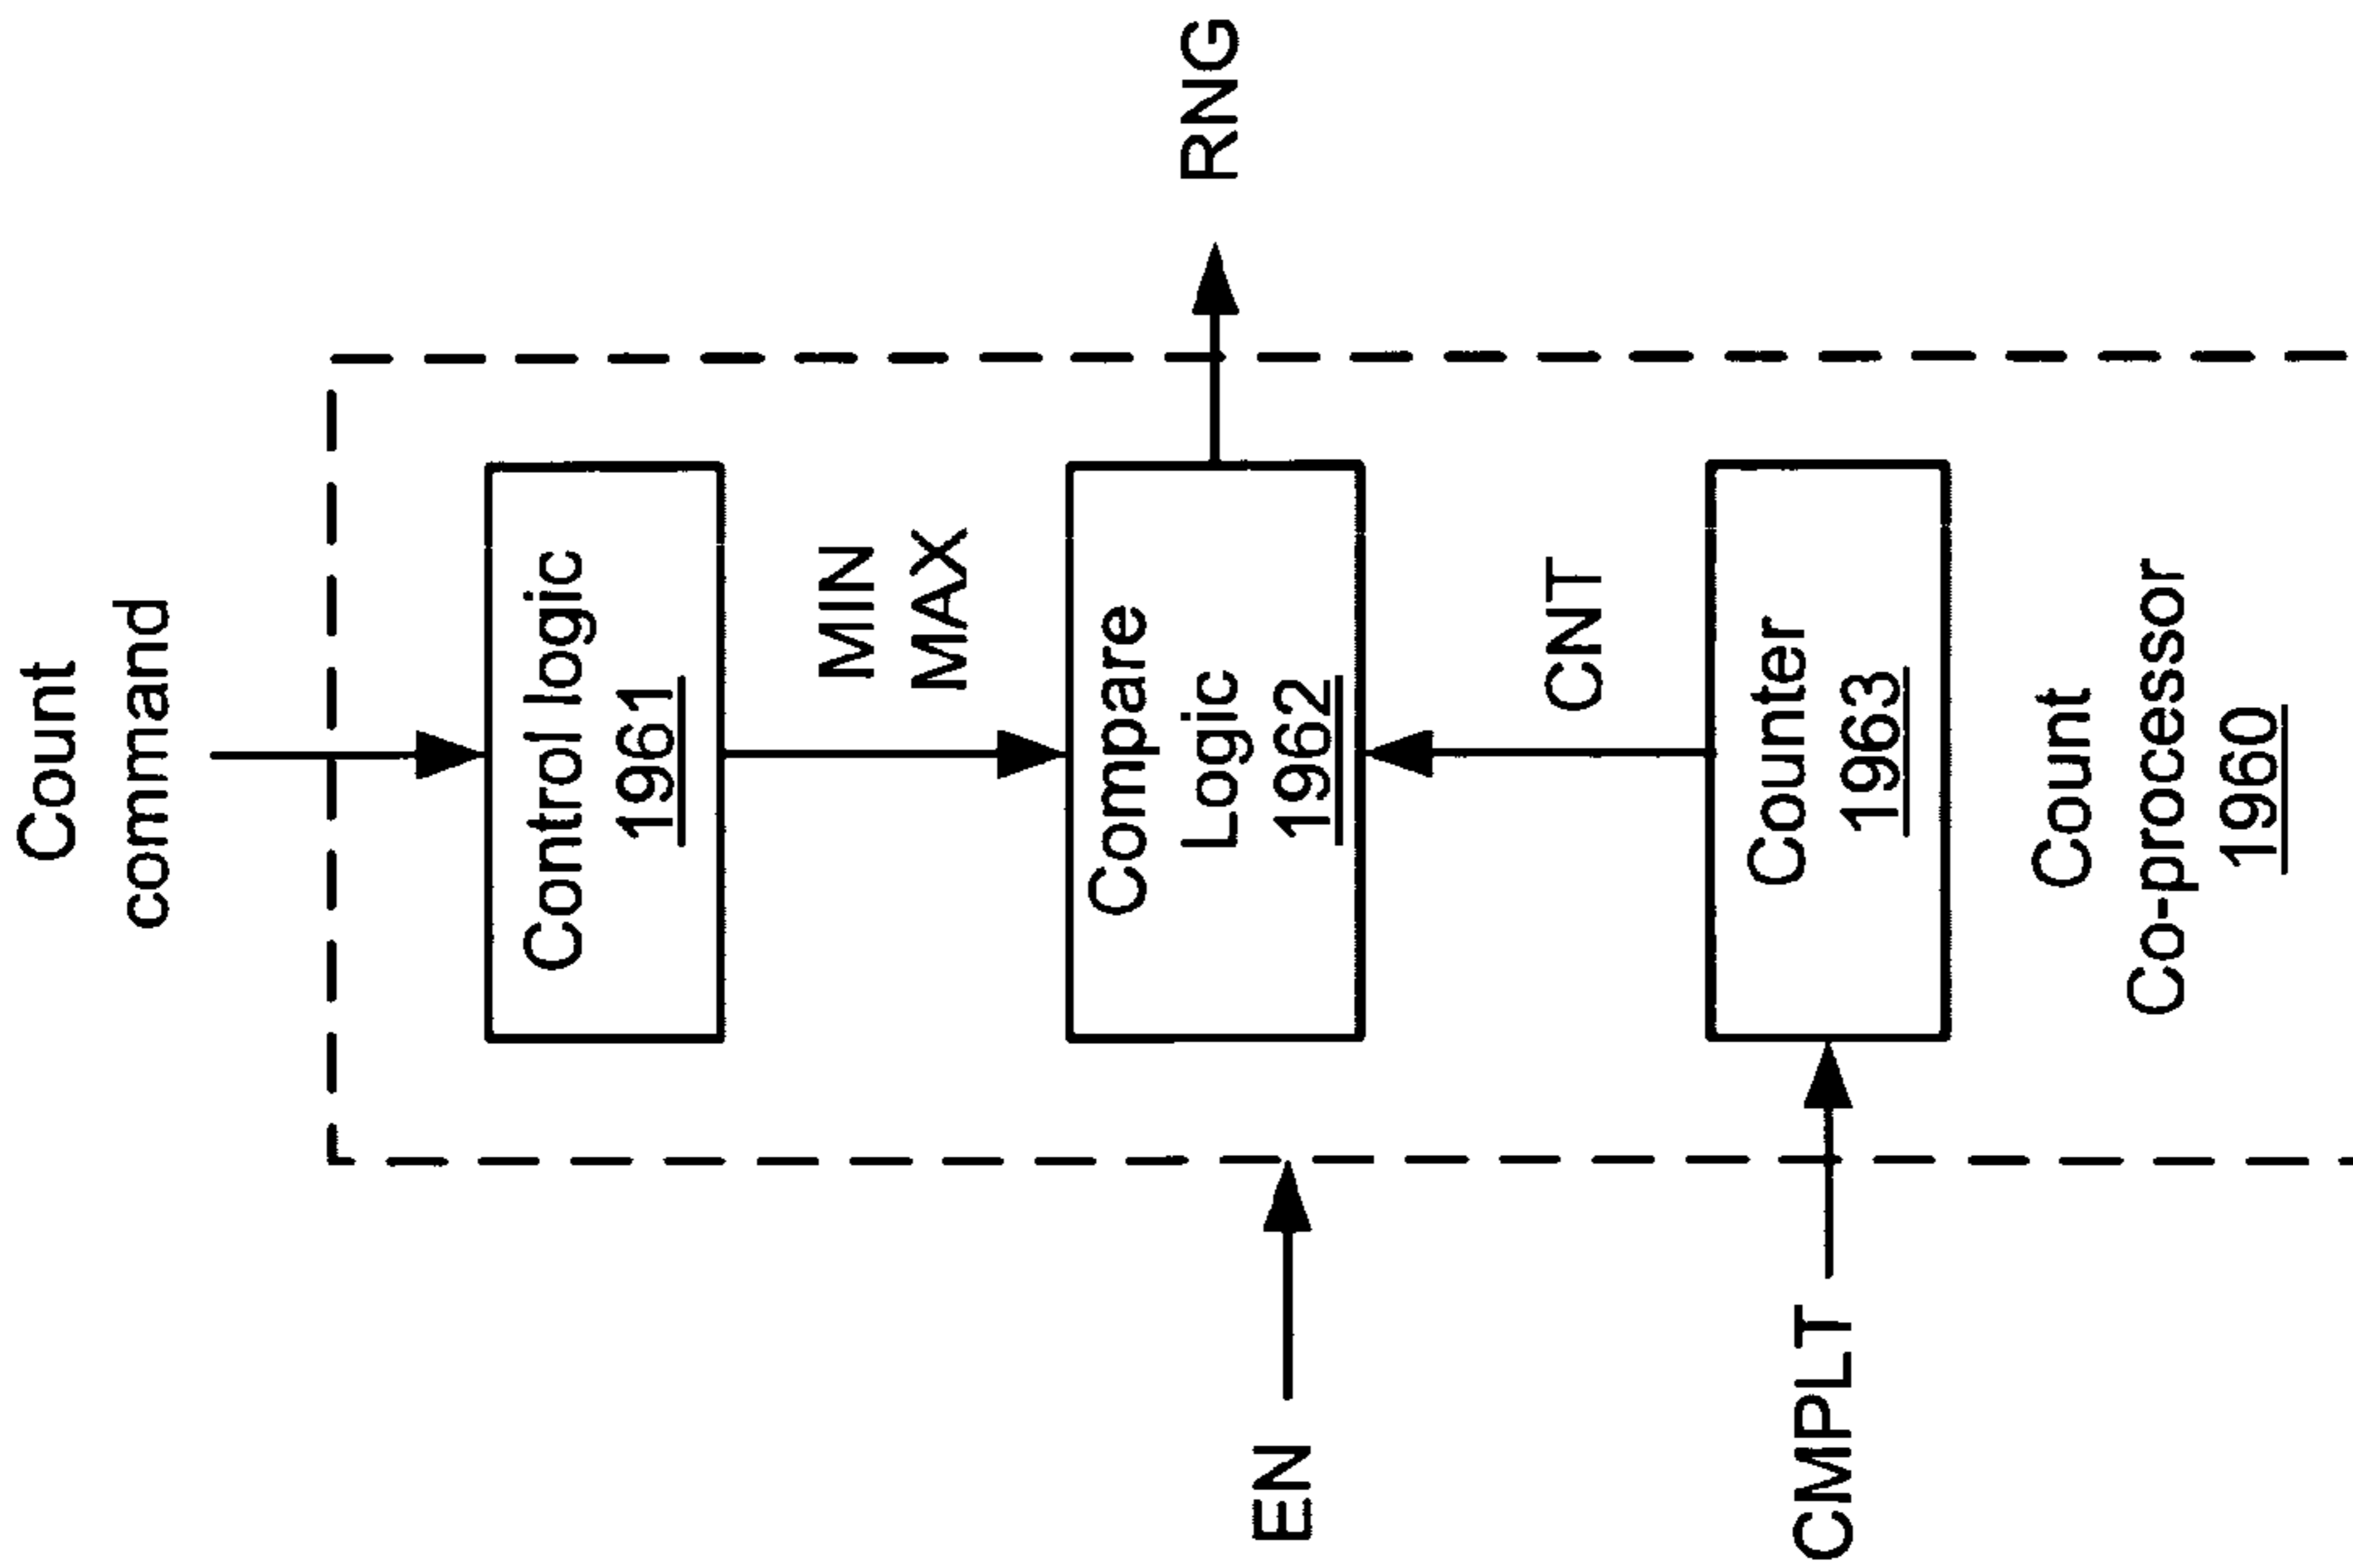 Count
command
Control logic
1961
MIN
MAX
RNG
Compare
Logic
1962
EN
CNT
Counter
1963
CMPLT
Count
Co-processor
1960